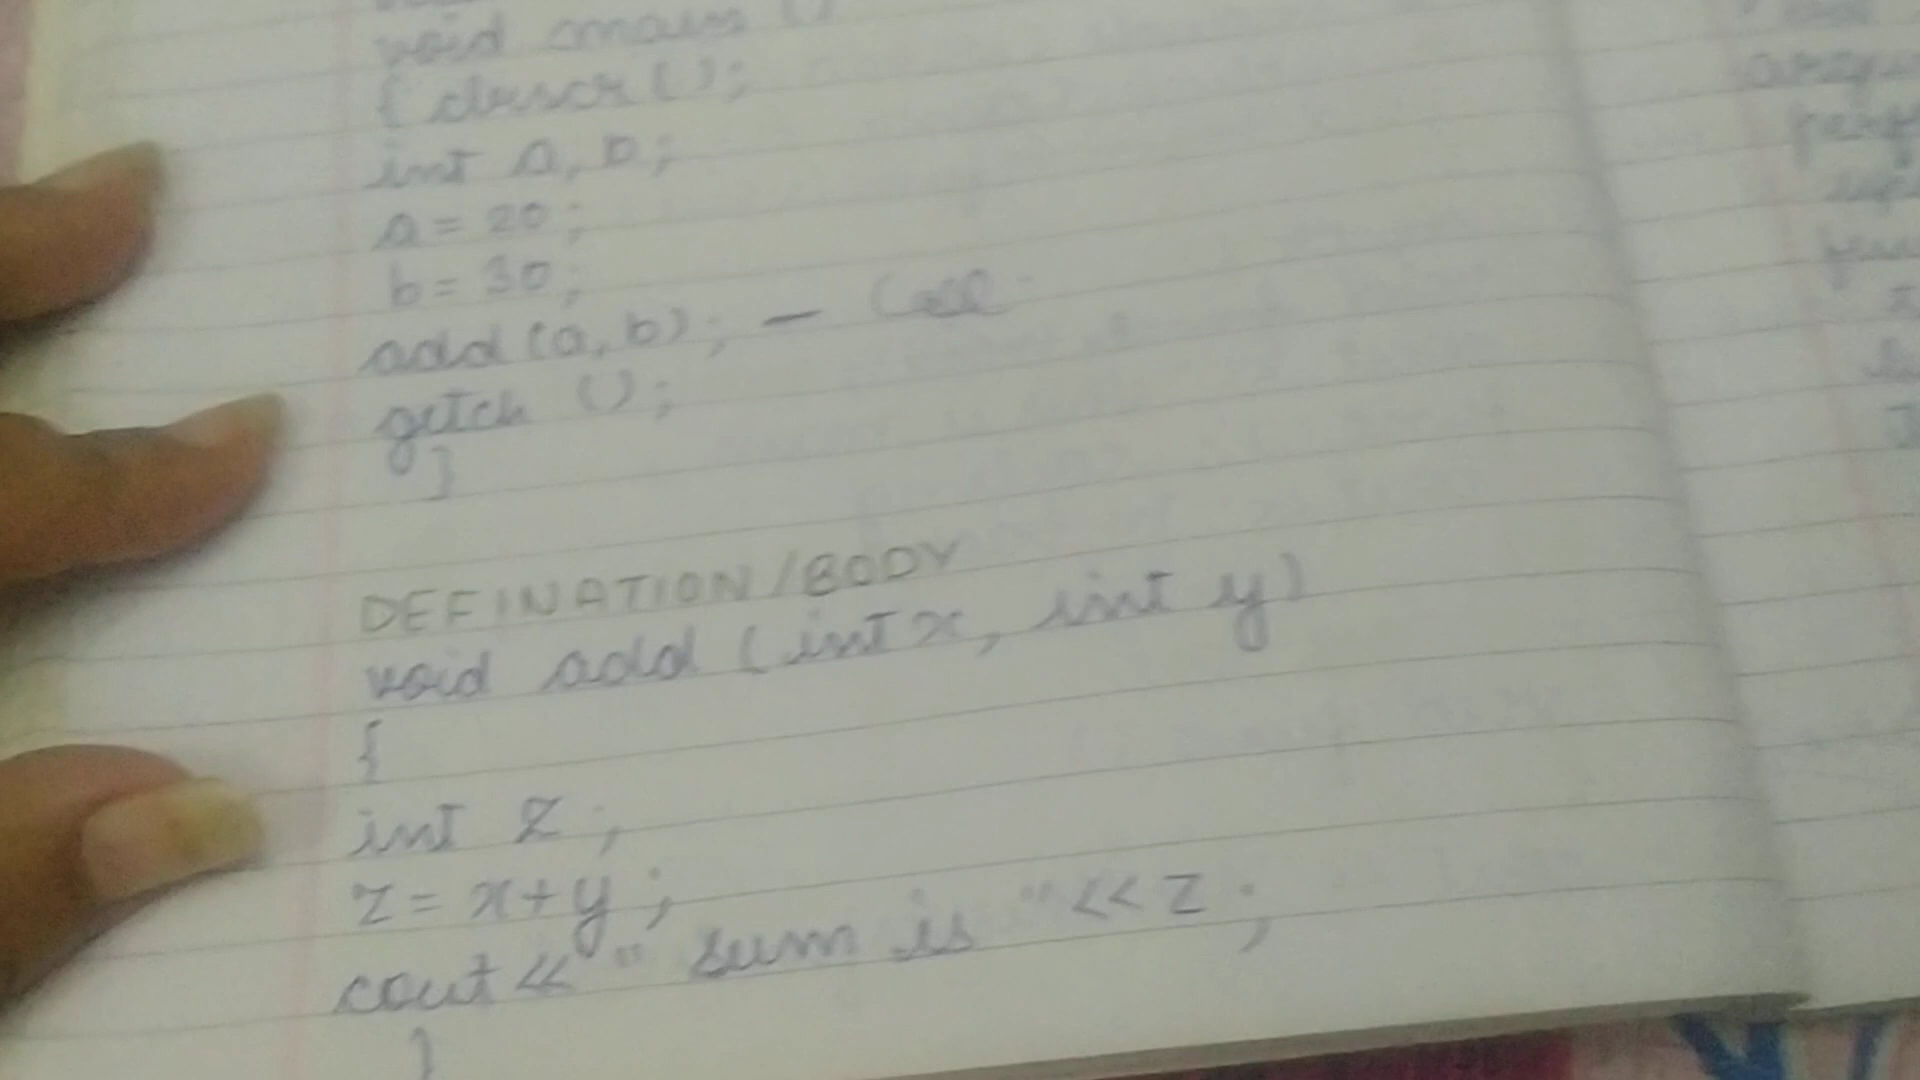 void main ()
{ clrscr ();
int a, b;
a = 20;
b = 30;
add (a, b); — Call
getch ();
}
DEFINATION/BODY
void add (int x, int y)
{
int z;
z = x+y;
cout << " sum is " << z;
}